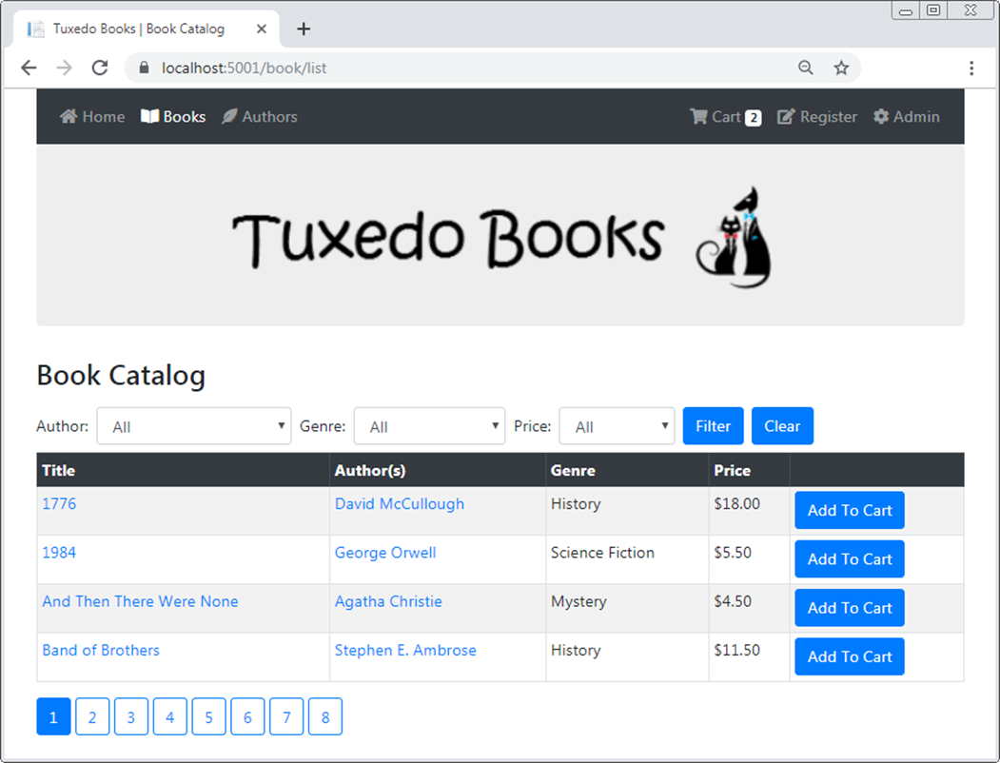 Tuxedo Books | Book Catalog
localhost:5001/book/list
Home Books Authors Cart 2 Register Admin
Tuxedo Books
Book Catalog
Author: All Genre: All Price: All Filter Clear
Title Author(s) Genre Price
1776 David McCullough History $18.00 Add To Cart
1984 George Orwell Science Fiction $5.50 Add To Cart
And Then There Were None Agatha Christie Mystery $4.50 Add To Cart
Band of Brothers Stephen E. Ambrose History $11.50 Add To Cart
1 2 3 4 5 6 7 8